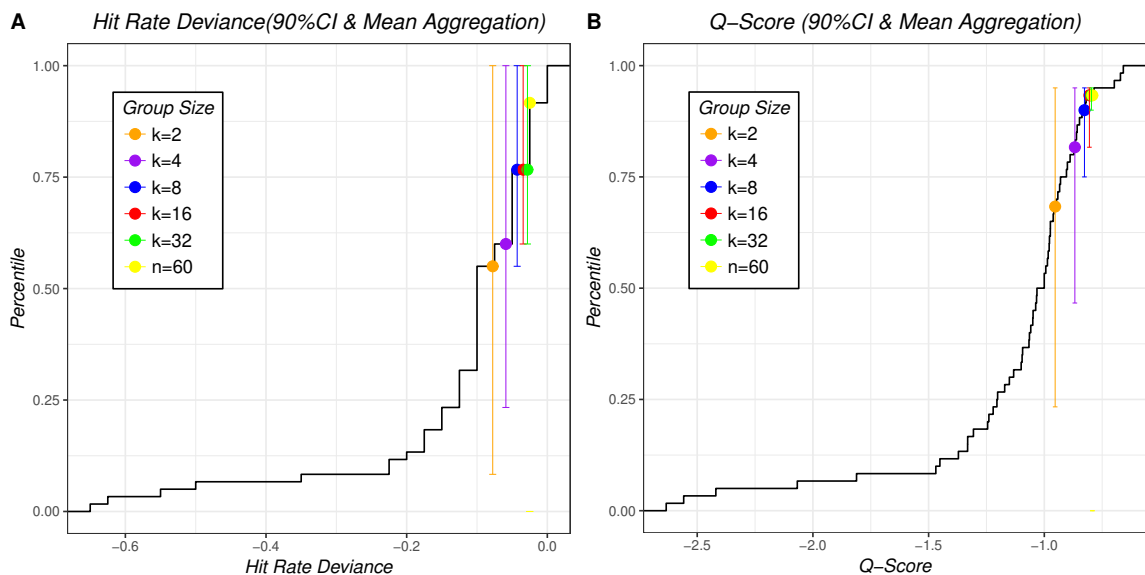 A
Hit Rate Deviance(90%CI & Mean Aggregation)
Percentile
1.00
0.75
0.50
0.25
0.00
Group Size
k=2
k=4
k=8
k=16
k=32
n=60
−0.6
−0.4
−0.2
0.0
Hit Rate Deviance
B
Q−Score (90%CI & Mean Aggregation)
Percentile
1.00
0.75
0.50
0.25
0.00
Group Size
k=2
k=4
k=8
k=16
k=32
n=60
−2.5
−2.0
−1.5
−1.0
Q−Score